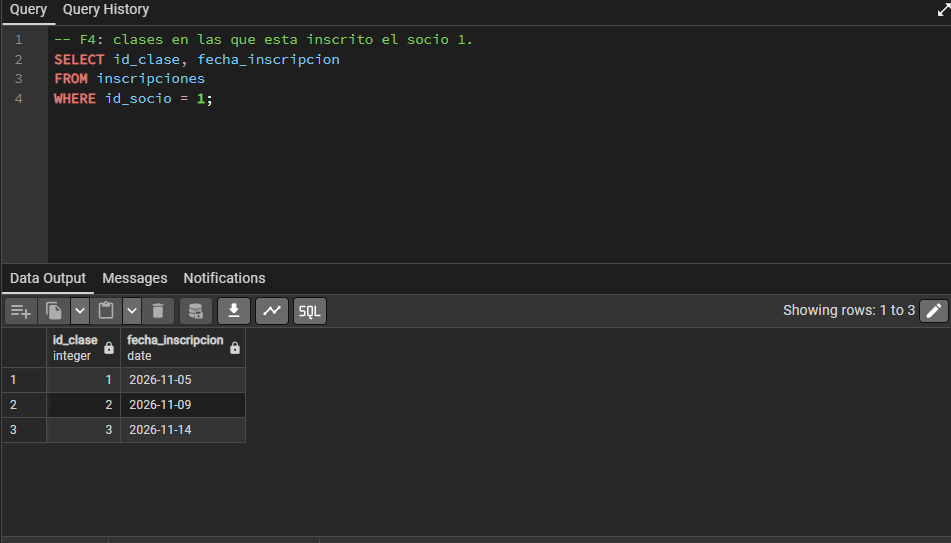 Query Query History
1 -- F4: clases en las que esta inscrito el socio 1.
2 SELECT id_clase, fecha_inscripcion
3 FROM inscripciones
4 WHERE id_socio = 1;
Data Output Messages Notifications
SQL Showing rows: 1 to 3
id_clase fecha_inscripcion
integer date
1 1 2026-11-05
2 2 2026-11-09
3 3 2026-11-14